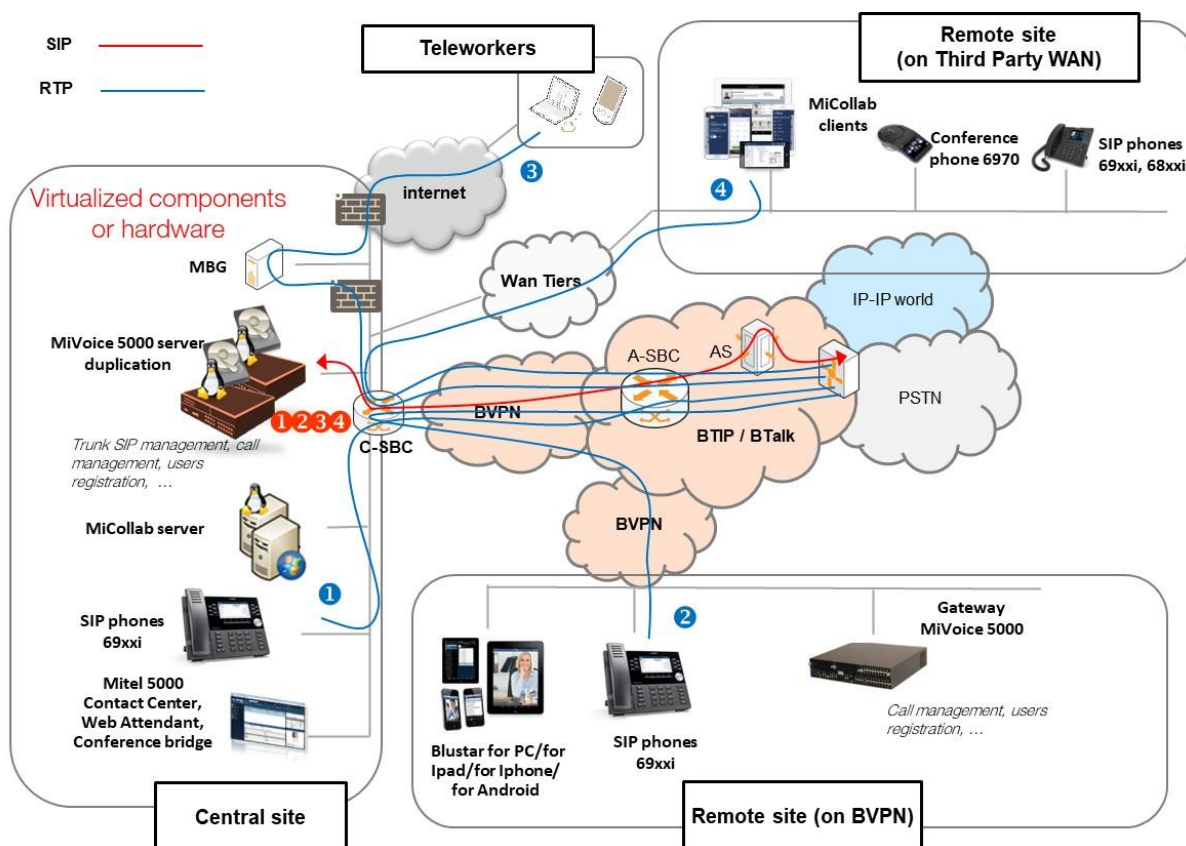 SIP
RTP
Teleworkers
Remote site
(on Third Party WAN)
MiCollab
clients
Conference
phone 6970
SIP phones
69xxi, 68xxi
3
4
internet
Virtualized components
or hardware
MBG
Wan Tiers
IP-IP world
MiVoice 5000 server
duplication
A-SBC
AS
PSTN
BVPN
1 2 3 4
C-SBC
BTIP / BTalk
Trunk SIP management, call
management, users
registration, …
MiCollab server
BVPN
1
SIP phones
69xxi
2
Gateway
MiVoice 5000
Mitel 5000
Contact Center,
Web Attendant,
Conference bridge
Call management, users
registration, …
Blustar for PC/for
Ipad/for Iphone/
for Android
SIP phones
69xxi
Central site
Remote site (on BVPN)